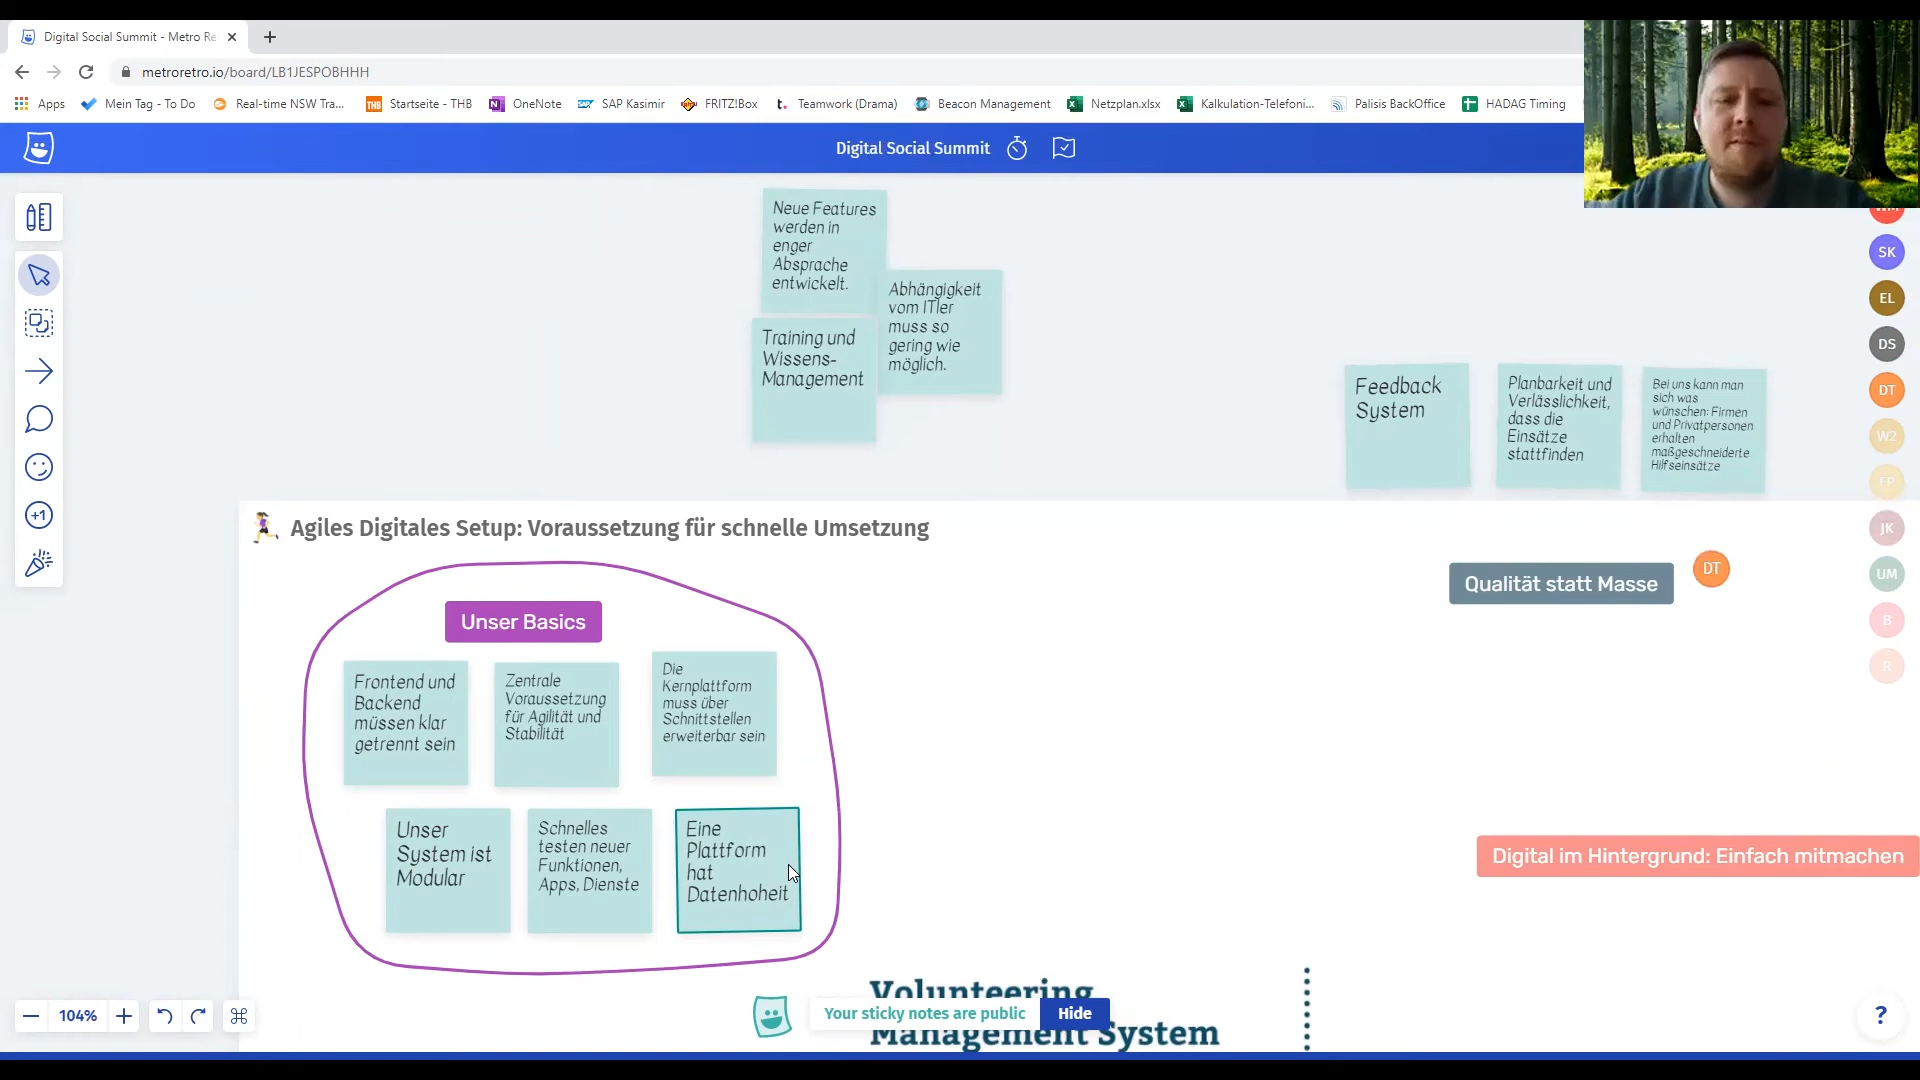 Digital Social Summit - Metro Re
metroretro.io/board/LB1JESPOBHHH
Apps
Mein Tag - To Do
Real-time NSW Tra...
THB
Startseite - THB
OneNote
SAP Kasimir
FRITZ!Box
t.
Teamwork (Drama)
Beacon Management
Netzplan.xlsx
Kalkulation-Telefoni...
Palisis BackOffice
HADAG Timing
Digital Social Summit
Neue Features
werden in
enger
Absprache
entwickelt.
Abhängigkeit
vom ITler
muss so
gering wie
möglich.
Training und
Wissens-
Management
Feedback
System
Planbarkeit und
Verlässlichkeit,
dass die
Einsätze
stattfinden
Bei uns kann man
sich was
wünschen: Firmen
und Privatpersonen
erhalten
maßgeschneiderte
Hilfseinsätze
SK
EL
DS
DT
W2
FP
JK
UM
B
R
Agiles Digitales Setup: Voraussetzung für schnelle Umsetzung
Qualität statt Masse
DT
Unser Basics
Frontend und
Backend
müssen klar
getrennt sein
Zentrale
Voraussetzung
für Agilität und
Stabilität
Die
Kernplattform
muss über
Schnittstellen
erweiterbar sein
Unser
System ist
Modular
Schnelles
testen neuer
Funktionen,
Apps, Dienste
Eine
Plattform
hat
Datenhoheit
Digital im Hintergrund: Einfach mitmachen
+1
Volunteering
Management System
Your sticky notes are public
Hide
104%
?